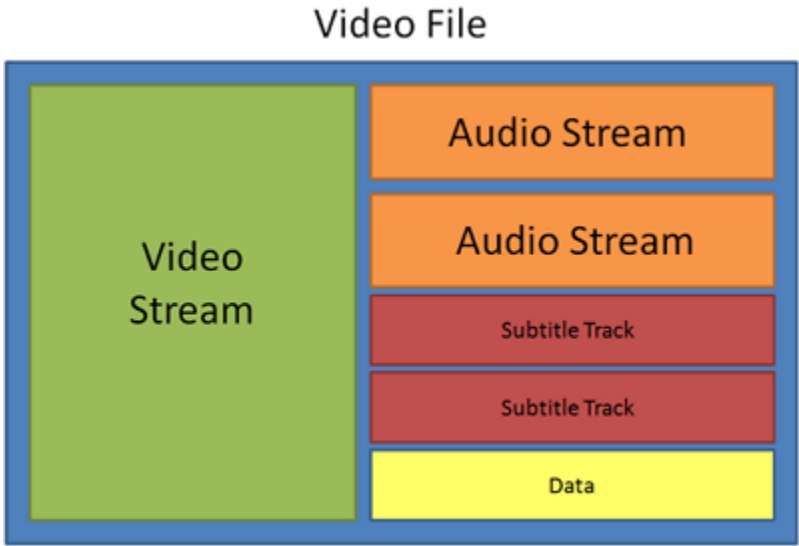 Video File
Video
Stream
Audio Stream
Audio Stream
Subtitle Track
Subtitle Track
Data